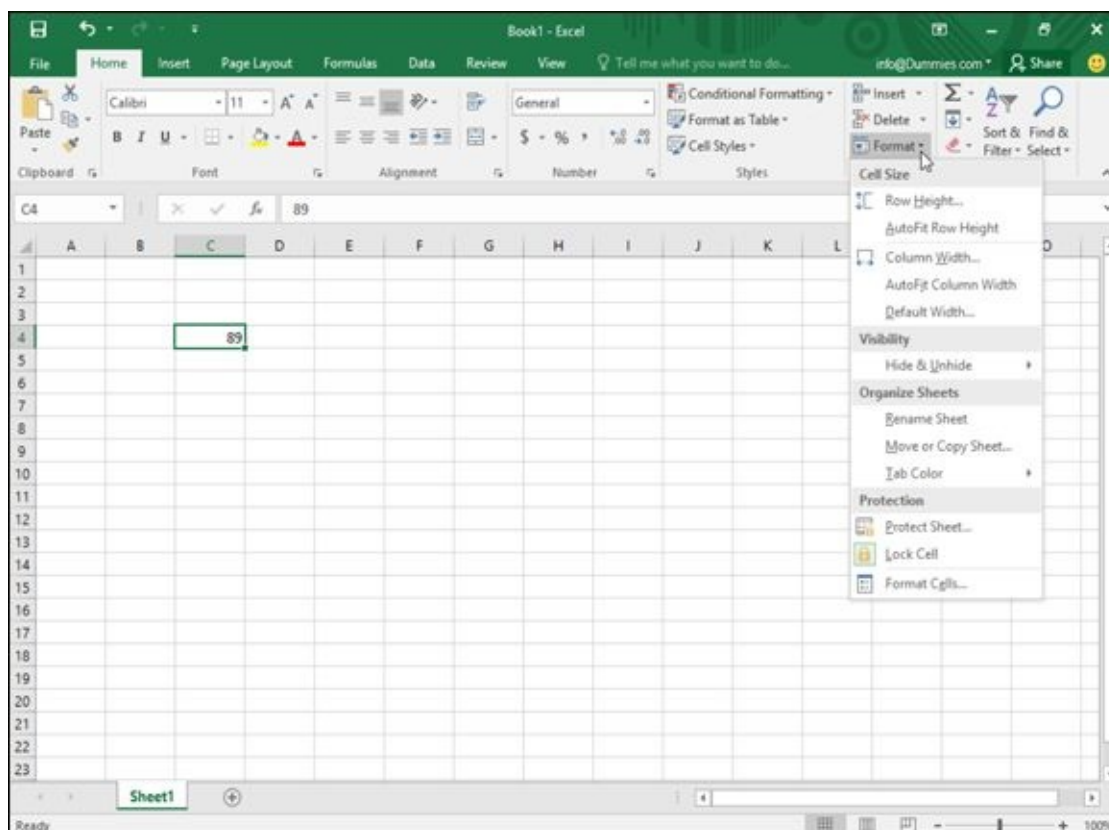 Book1 - Excel
File Home Insert Page Layout Formulas Data Review View Tell me what you want to do... info@Dummies.com Share
Calibri 11 A A General Conditional Formatting Insert Σ
Format as Table Delete
Paste B I U A $ % , Cell Styles Format Sort & Filter Find & Select
Clipboard Font Alignment Number Styles
C4 fx 89
A B C D E F G H I J K L O
1
2
3
4 89
5
6
7
8
9
10
11
12
13
14
15
16
17
18
19
20
21
22
23
Cell Size
Row Height...
AutoFit Row Height
Column Width...
AutoFit Column Width
Default Width...
Visibility
Hide & Unhide
Organize Sheets
Rename Sheet
Move or Copy Sheet...
Tab Color
Protection
Protect Sheet...
Lock Cell
Format Cells...
Sheet1
Ready 100%